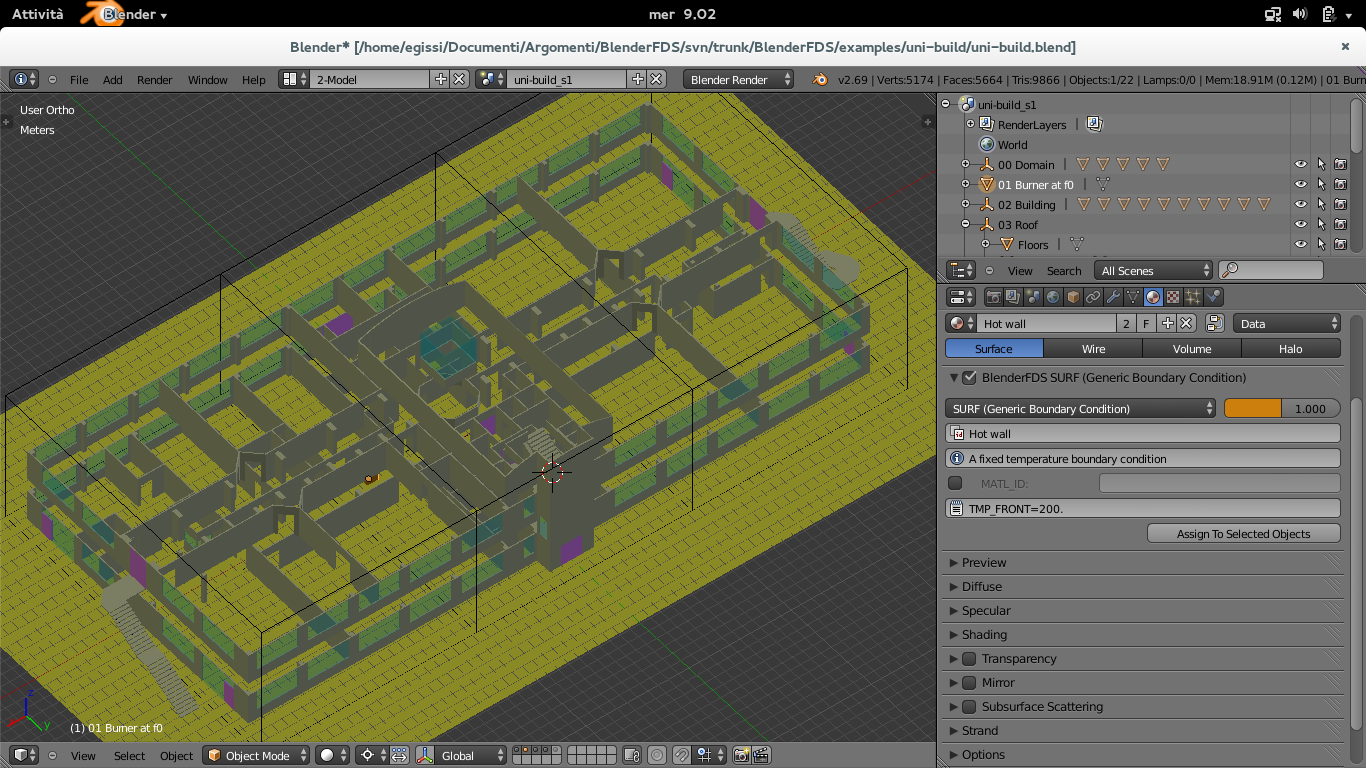 Attività Blender mer 9.02
Blender* [/home/egissi/Documenti/Argomenti/BlenderFDS/svn/trunk/BlenderFDS/examples/uni-build/uni-build.blend] ×
File Add Render Window Help 2-Model uni-build_s1 Blender Render v2.69 | Verts:5174 | Faces:5664 | Tris:9866 | Objects:1/22 | Lamps:0/0 | Mem:18.91M (0.12M) | 01 Burn
User Ortho
Meters
uni-build_s1
RenderLayers |
World
00 Domain |
01 Burner at f0 |
02 Building |
03 Roof
Floors |
View Search All Scenes
Hot wall 2 F Data
Surface Wire Volume Halo
BlenderFDS SURF (Generic Boundary Condition)
SURF (Generic Boundary Condition) 1.000
Hot wall
A fixed temperature boundary condition
MATL_ID:
TMP_FRONT=200.
Assign To Selected Objects
Preview
Diffuse
Specular
Shading
Transparency
Mirror
Subsurface Scattering
Strand
Options
z
y
(1) 01 Burner at f0
View Select Object Object Mode Global